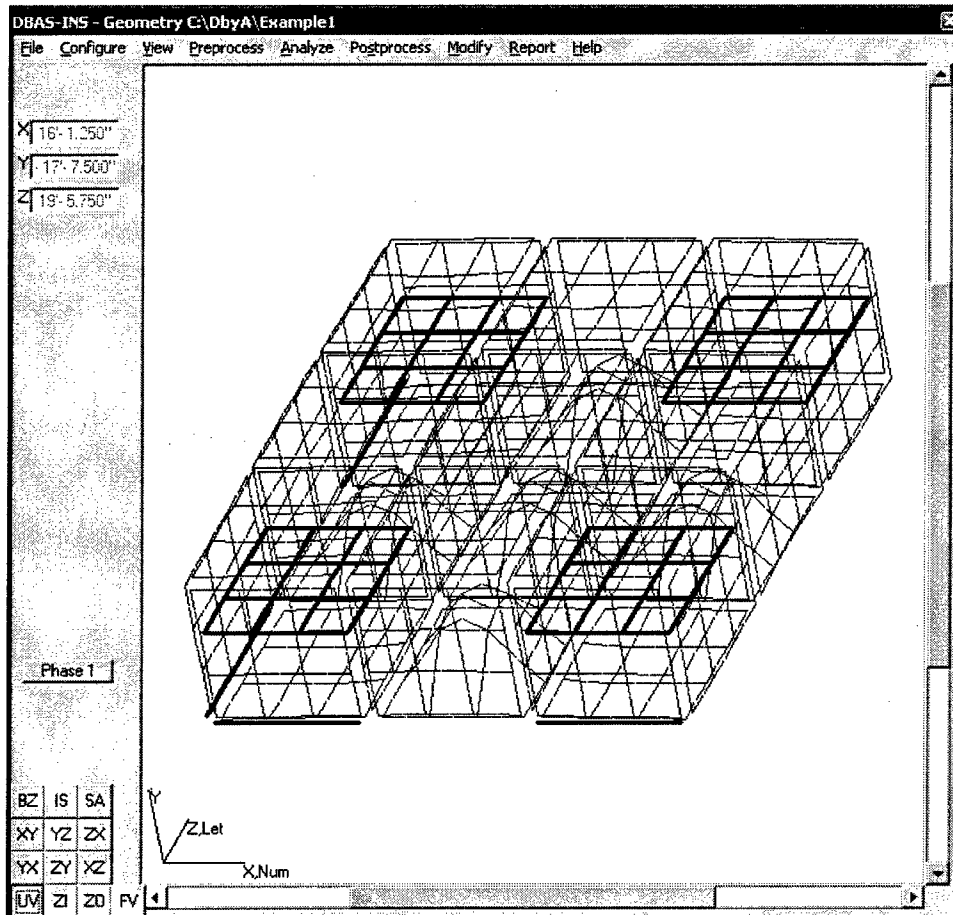 DBAS-INS - Geometry C:\DbyA\Example1
File Configure View Preprocess Analyze Postprocess Modify Report Help
X 16'- 1.250"
Y - 17'- 7.500"
Z 19'- 5.750"
Phase 1
Y
Z,Let
X,Num
BZ IS SA
XY YZ ZX
YX ZY XZ
UV ZI ZO FV